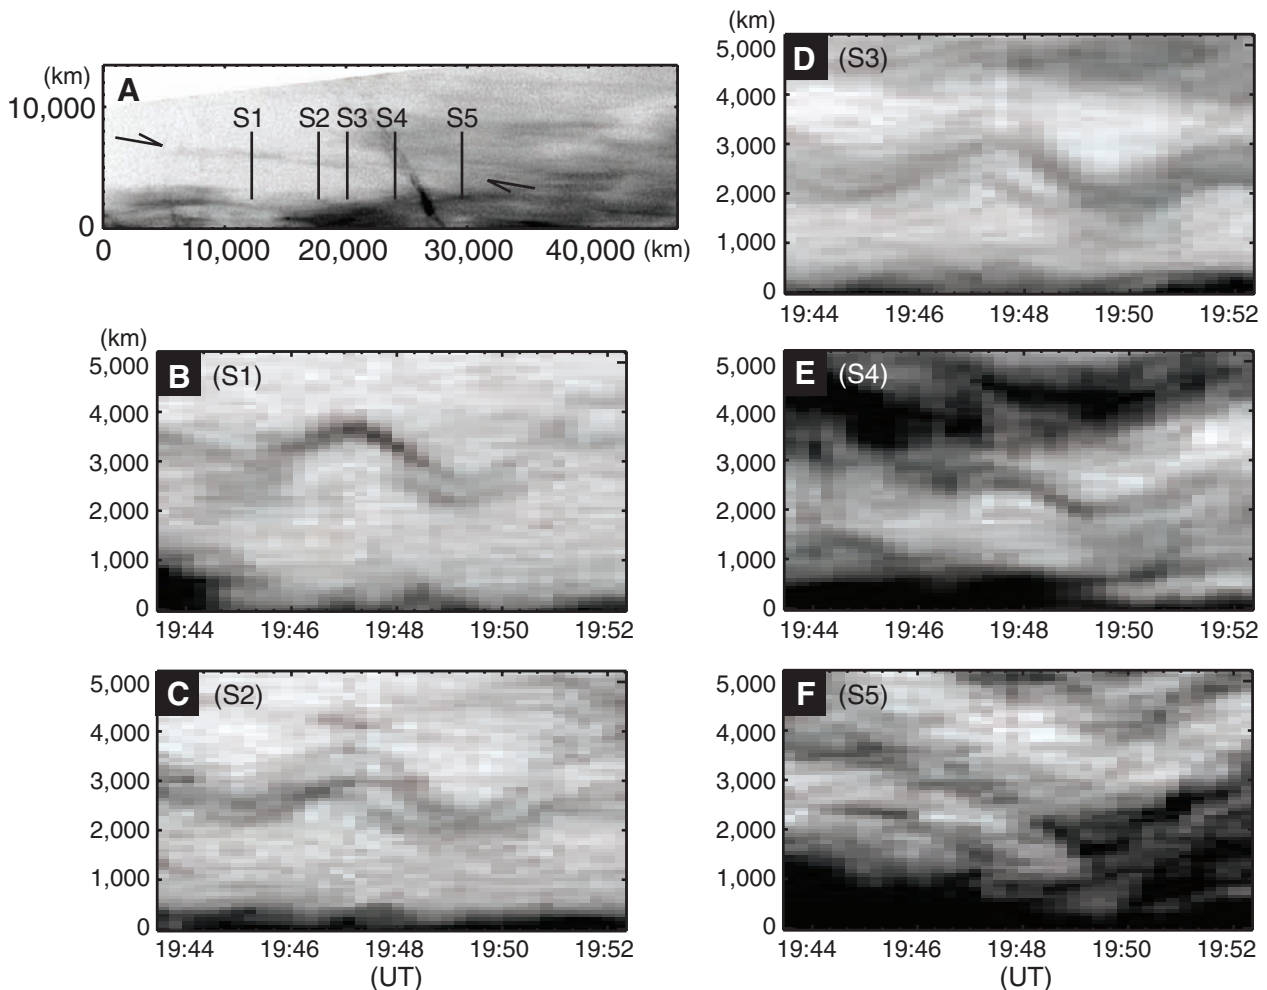 (km)
A
10,000
S1 S2 S3 S4 S5
0
0 10,000 20,000 30,000 40,000 (km)
(km)
B (S1)
5,000
4,000
3,000
2,000
1,000
0
19:44 19:46 19:48 19:50 19:52
C (S2)
5,000
4,000
3,000
2,000
1,000
0
19:44 19:46 19:48 19:50 19:52
(UT)
(km)
D (S3)
5,000
4,000
3,000
2,000
1,000
0
19:44 19:46 19:48 19:50 19:52
E (S4)
5,000
4,000
3,000
2,000
1,000
0
19:44 19:46 19:48 19:50 19:52
F (S5)
5,000
4,000
3,000
2,000
1,000
0
19:44 19:46 19:48 19:50 19:52
(UT)